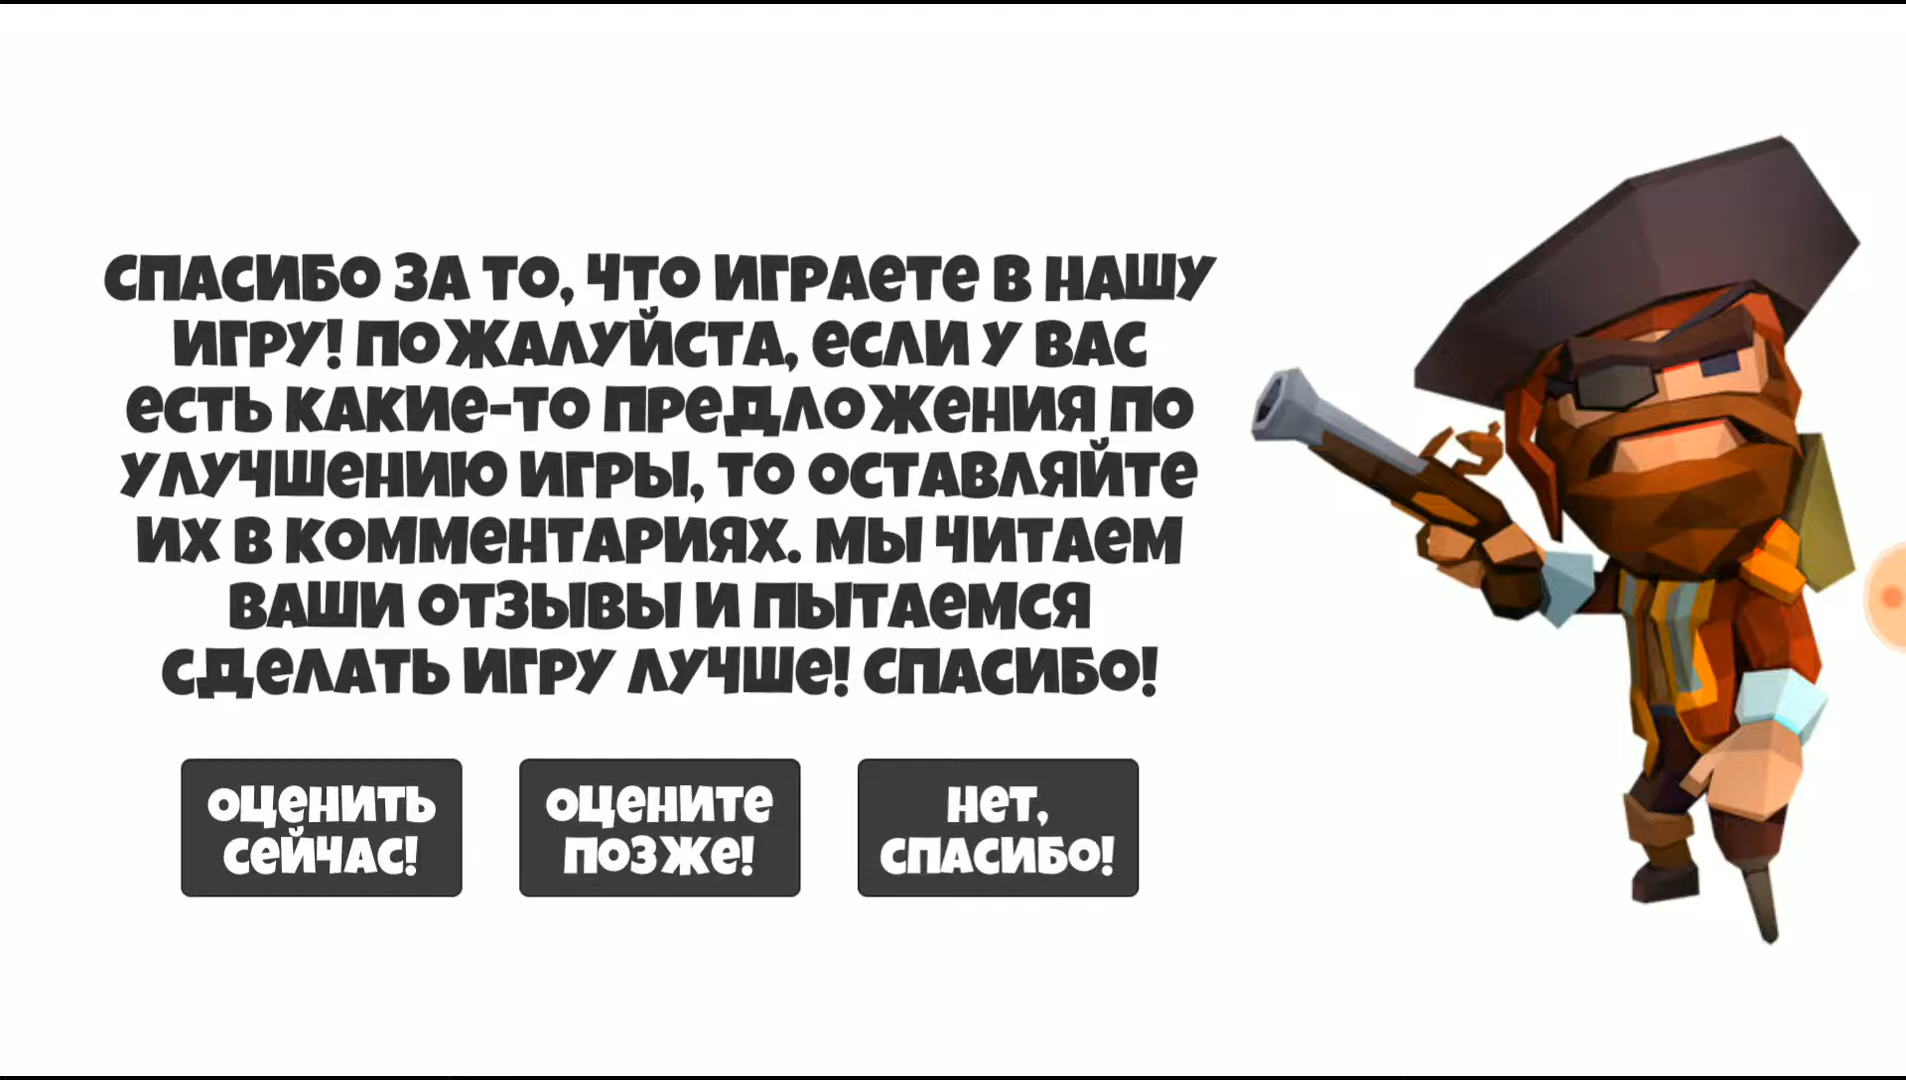 СПАСИБО ЗА ТО, ЧТО ИГРАЕТЕ В НАШУ
ИГРУ! ПОЖАЛУЙСТА, ЕСЛИ У ВАС
ЕСТЬ КАКИЕ-ТО ПРЕДЛОЖЕНИЯ ПО
УЛУЧШЕНИЮ ИГРЫ, ТО ОСТАВЛЯЙТЕ
ИХ В КОММЕНТАРИЯХ. МЫ ЧИТАЕМ
ВАШИ ОТЗЫВЫ И ПЫТАЕМСЯ
СДЕЛАТЬ ИГРУ ЛУЧШЕ! СПАСИБО!
ОЦЕНИТЬ
СЕЙЧАС!
ОЦЕНИТЕ
ПОЗЖЕ!
НЕТ,
СПАСИБО!